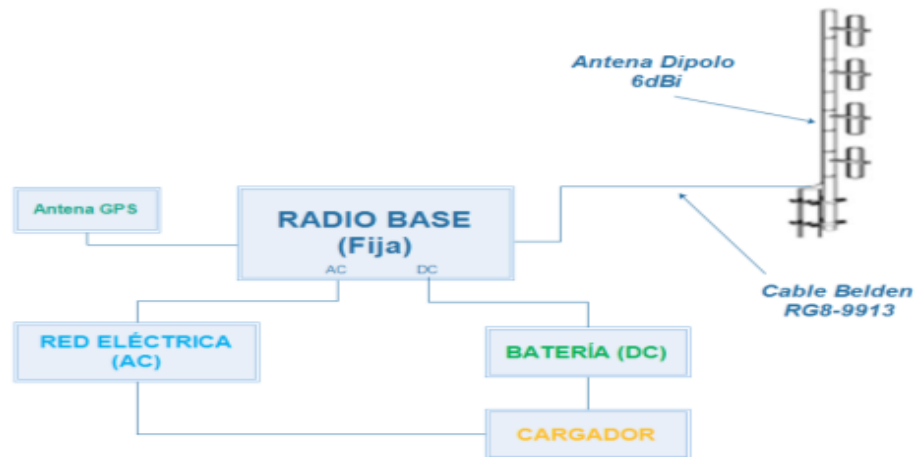 Antena Dipolo
6dBi
Antena GPS
RADIO BASE
(Fija)
AC DC
Cable Belden
RG8-9913
RED ELÉCTRICA
(AC)
BATERÍA (DC)
CARGADOR